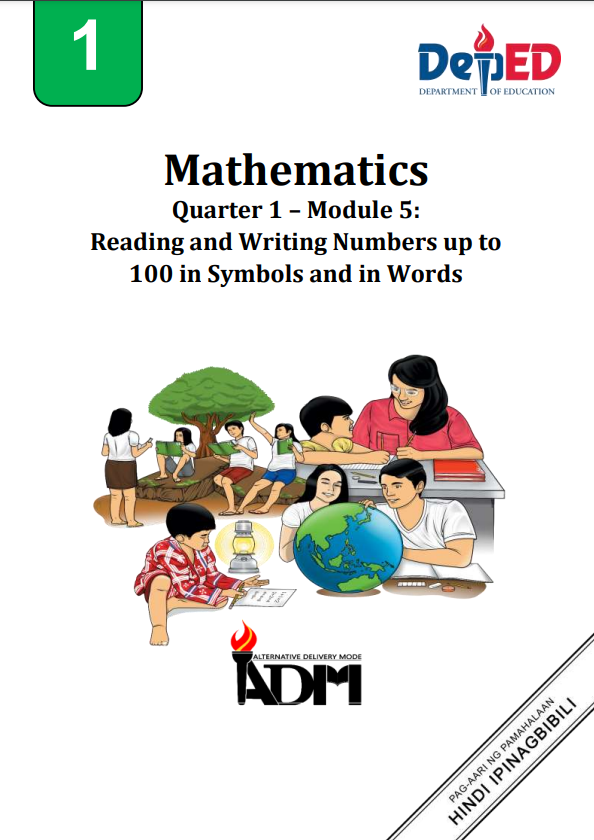 1
DepED
DEPARTMENT OF EDUCATION
Mathematics
Quarter 1 – Module 5:
Reading and Writing Numbers up to
100 in Symbols and in Words
ALTERNATIVE DELIVERY MODE
ADM
PAG-AARI NG PAMAHALAAN
HINDI IPINAGBIBILI